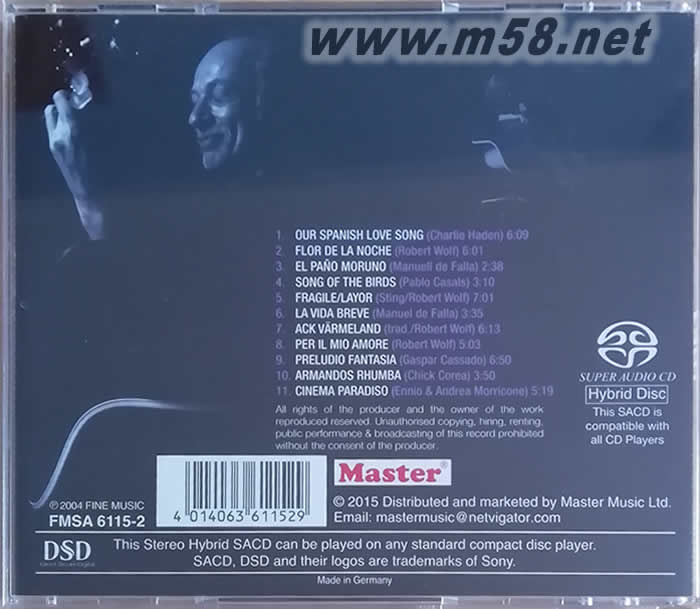 www.m58.net
1. OUR SPANISH LOVE SONG (Charlie Haden) 6:09
2. FLOR DE LA NOCHE (Robert Wolf) 6:01
3. EL PAÑO MORUNO (Manuell de Falla) 2:38
4. SONG OF THE BIRDS (Pablo Casals) 3:10
5. FRAGILE/LAYOR (Sting/Robert Wolf) 7:01
6. LA VIDA BREVE (Manuel de Falla) 3:35
7. ACK VÄRMELAND (trad./Robert Wolf) 6:13
8. PER IL MIO AMORE (Robert Wolf) 5:03
9. PRELUDIO FANTASIA (Gaspar Cassado) 6:50
10. ARMANDOS RHUMBA (Chick Corea) 3:50
11. CINEMA PARADISO (Ennio & Andrea Morricone) 5:19
All rights of the producer and the owner of the work
reproduced reserved. Unauthorised copying, hiring, renting,
public performance & broadcasting of this record prohibited
without the consent of the producer.
SUPER AUDIO CD
Hybrid Disc
This SACD is
compatible with
all CD Players
℗ 2004 FINE MUSIC
FMSA 6115-2
4 014063 611529
Master®
© 2015 Distributed and marketed by Master Music Ltd.
Email: mastermusic@netvigator.com
DSD
Direct Stream Digital
This Stereo Hybrid SACD can be played on any standard compact disc player.
SACD, DSD and their logos are trademarks of Sony.
Made in Germany